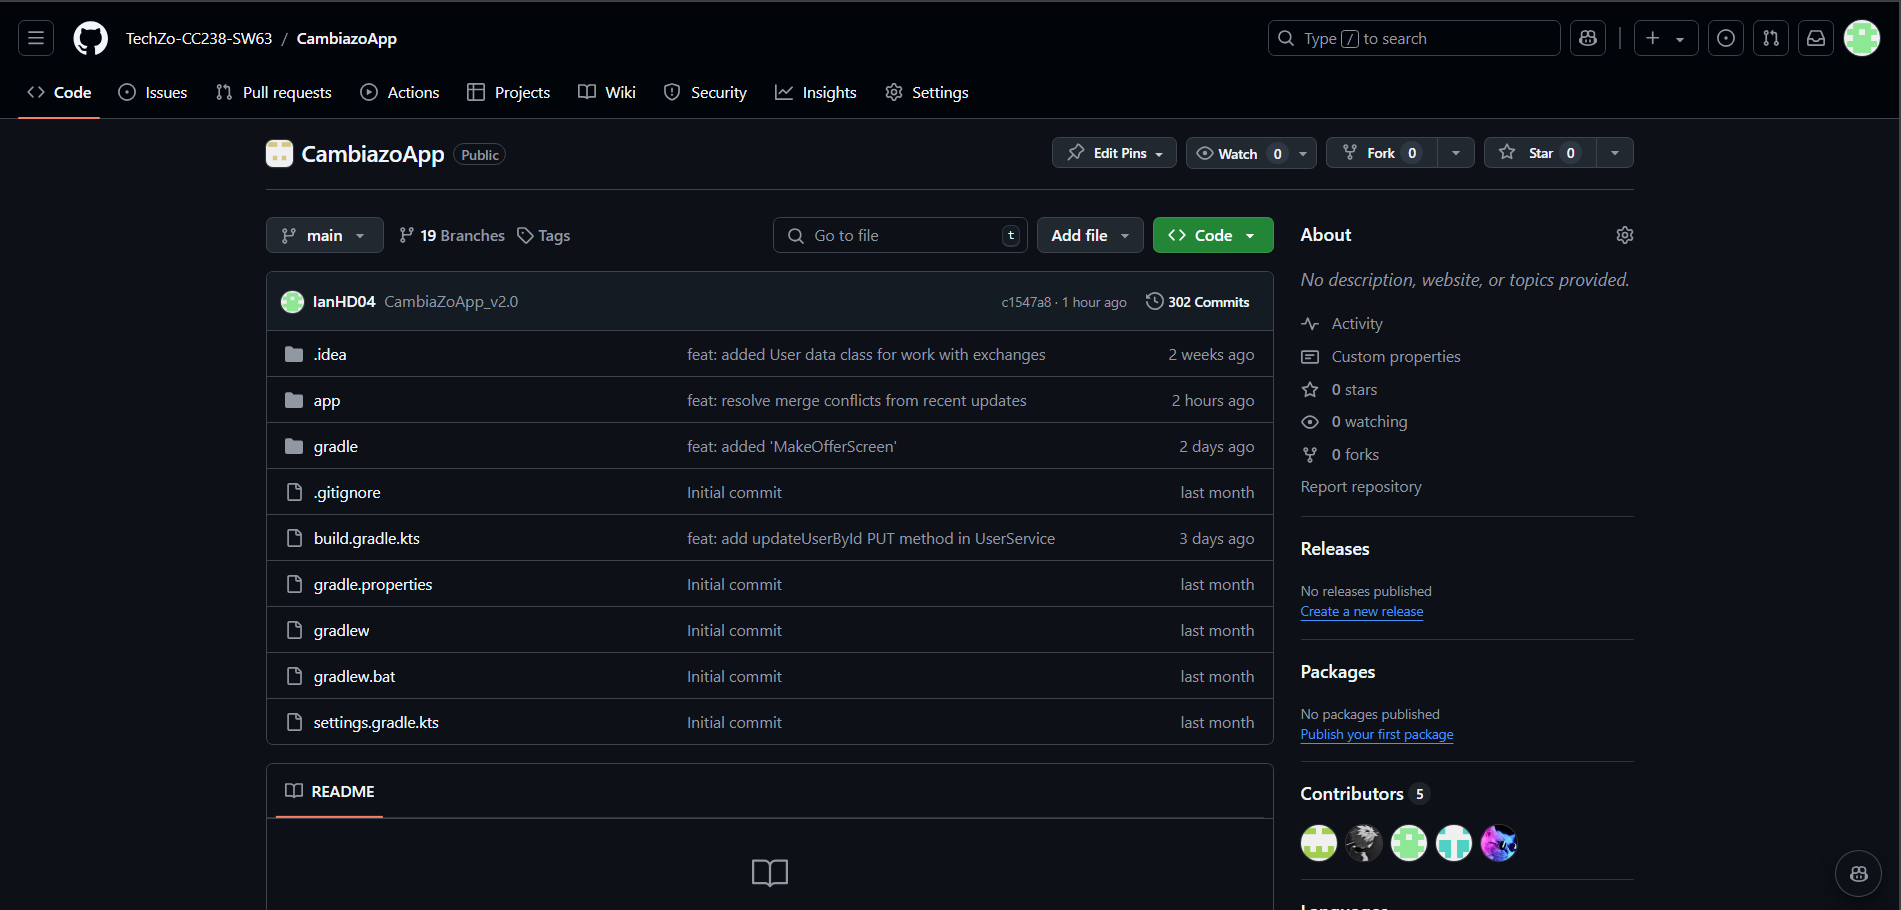 TechZo-CC238-SW63 / CambiazoApp
Type / to search
Code Issues Pull requests Actions Projects Wiki Security Insights Settings
CambiazoApp Public
Edit Pins Watch 0 Fork 0 Star 0
main 19 Branches Tags
Go to file t Add file Code
IanHD04 CambiaZoApp_v2.0 c1547a8 · 1 hour ago 302 Commits
.idea feat: added User data class for work with exchanges 2 weeks ago
app feat: resolve merge conflicts from recent updates 2 hours ago
gradle feat: added 'MakeOfferScreen' 2 days ago
.gitignore Initial commit last month
build.gradle.kts feat: add updateUserById PUT method in UserService 3 days ago
gradle.properties Initial commit last month
gradlew Initial commit last month
gradlew.bat Initial commit last month
settings.gradle.kts Initial commit last month
README
About
No description, website, or topics provided.
Activity
Custom properties
0 stars
0 watching
0 forks
Report repository
Releases
No releases published
Create a new release
Packages
No packages published
Publish your first package
Contributors 5
Languages